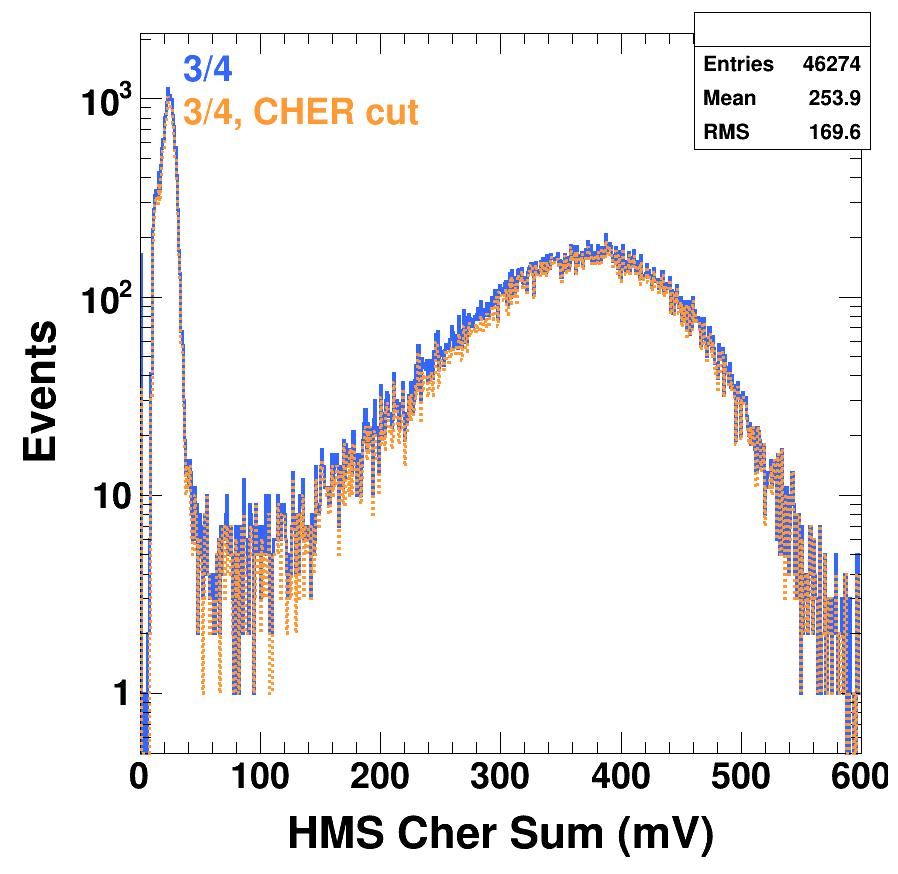 3/4
3/4, CHER cut
Entries 46274
Mean 253.9
RMS 169.6
10³
10²
10
1
Events
0 100 200 300 400 500 600
HMS Cher Sum (mV)